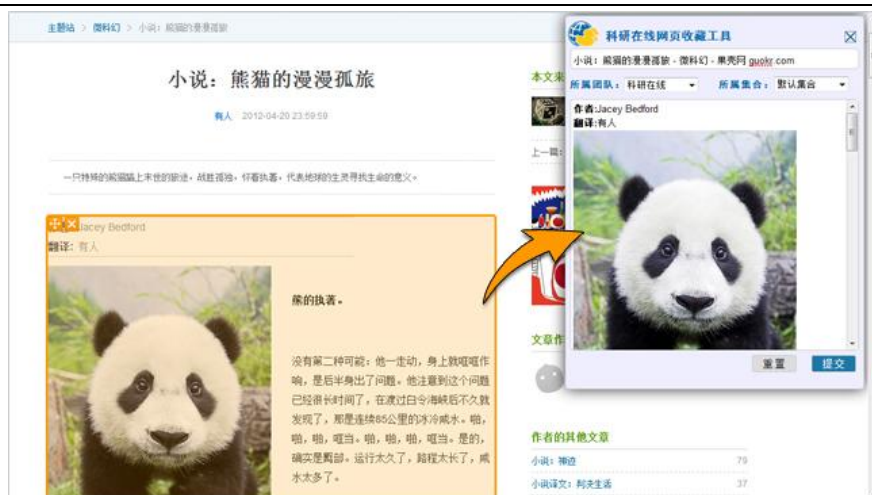 主题站 > 微科幻 > 小说：熊猫的漫漫孤旅
小说：熊猫的漫漫孤旅
有人 2012-04-20 23:59:59
一只特殊的熊猫踏上末世的旅途，战胜孤独，怀着执着，代表地球的生灵寻找生命的意义。
Jacey Bedford
翻译：有人
熊的执著。
没有第二种可能：他一走动，身上就哐哐作
响，是后半身出了问题。他注意到这个问题
已经很长时间了，在渡过白令海峡后不久就
发现了，那是连续85公里的冰冷咸水。啪，
啪，啪，哐当。啪，啪，啪，哐当。是的，
确实是臀部。运行太久了，路程太长了，咸
水太多了。
本文来
上一篇：
文章作
作者的其他文章
小说：神迹 79
小说译文：判决生活 37
科研在线网页收藏工具
小说：熊猫的漫漫孤旅 - 微科幻 - 果壳网 guokr.com
所属团队： 科研在线 所属集合： 默认集合
作者:Jacey Bedford
翻译:有人
重置 提交